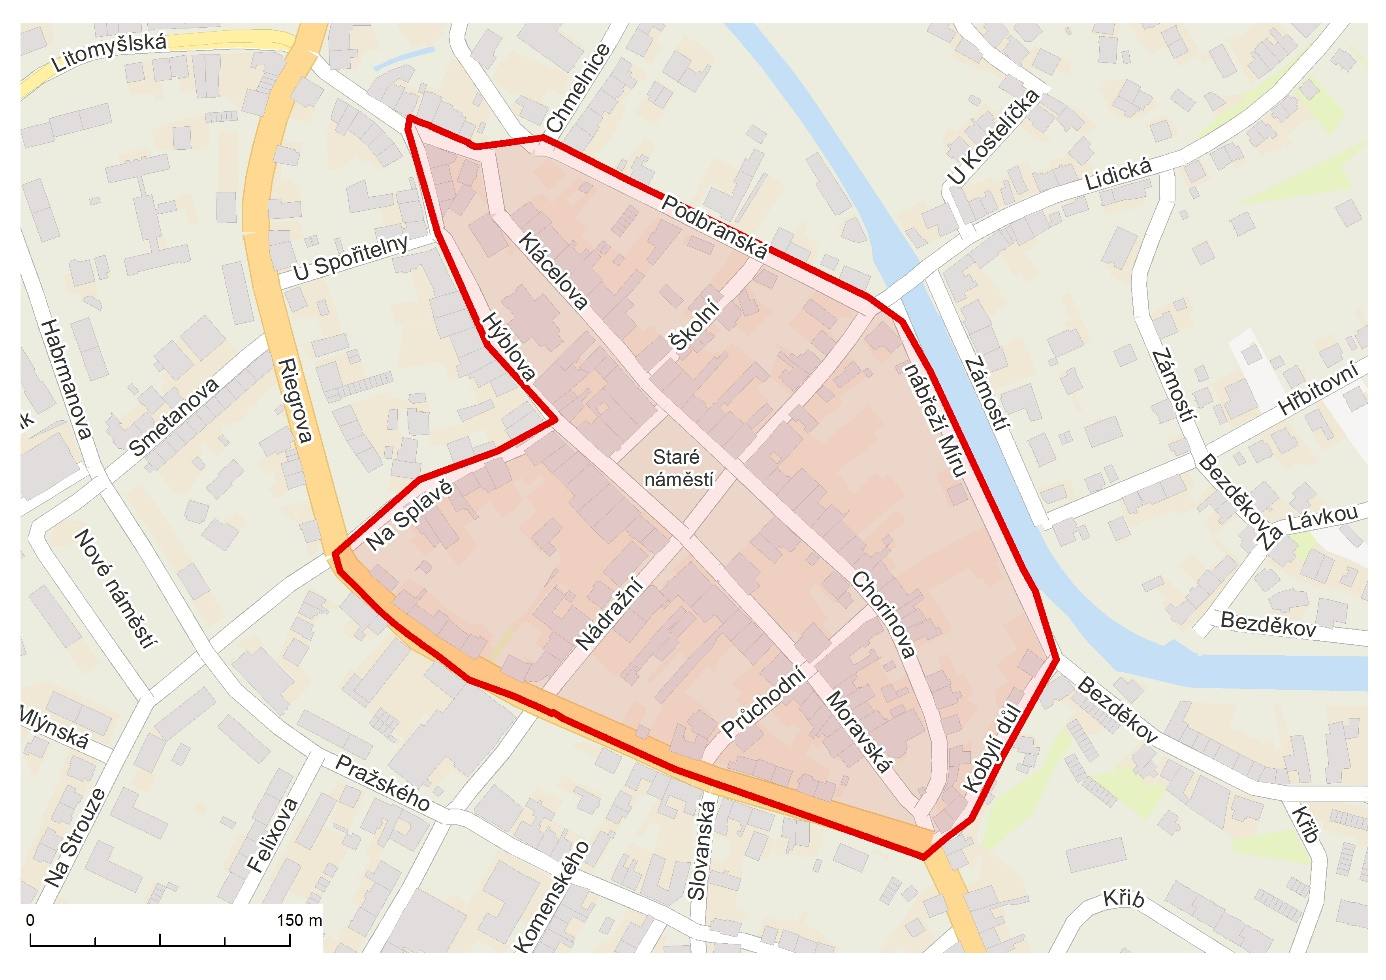 Litomyšlská
Chmelnice
U Kostelíčka
Lidická
Podbranská
U Spořitelny
Klácelova
Školní
Hýblova
Habrmanova
Smetanova
Riegrova
nábřeží Míru
Zámostí
Zámostí
Hřbitovní
Staré
náměstí
Bezděkov
Za Lávkou
Na Splavě
Nové náměstí
Nádražní
Chorinova
Bezděkov
Průchodní
Moravská
Kobylí důl
Bezděkov
Mlýnská
Pražského
Na Strouze
Felixova
Komenského
Slovanská
Křib
Křib
0
150 m